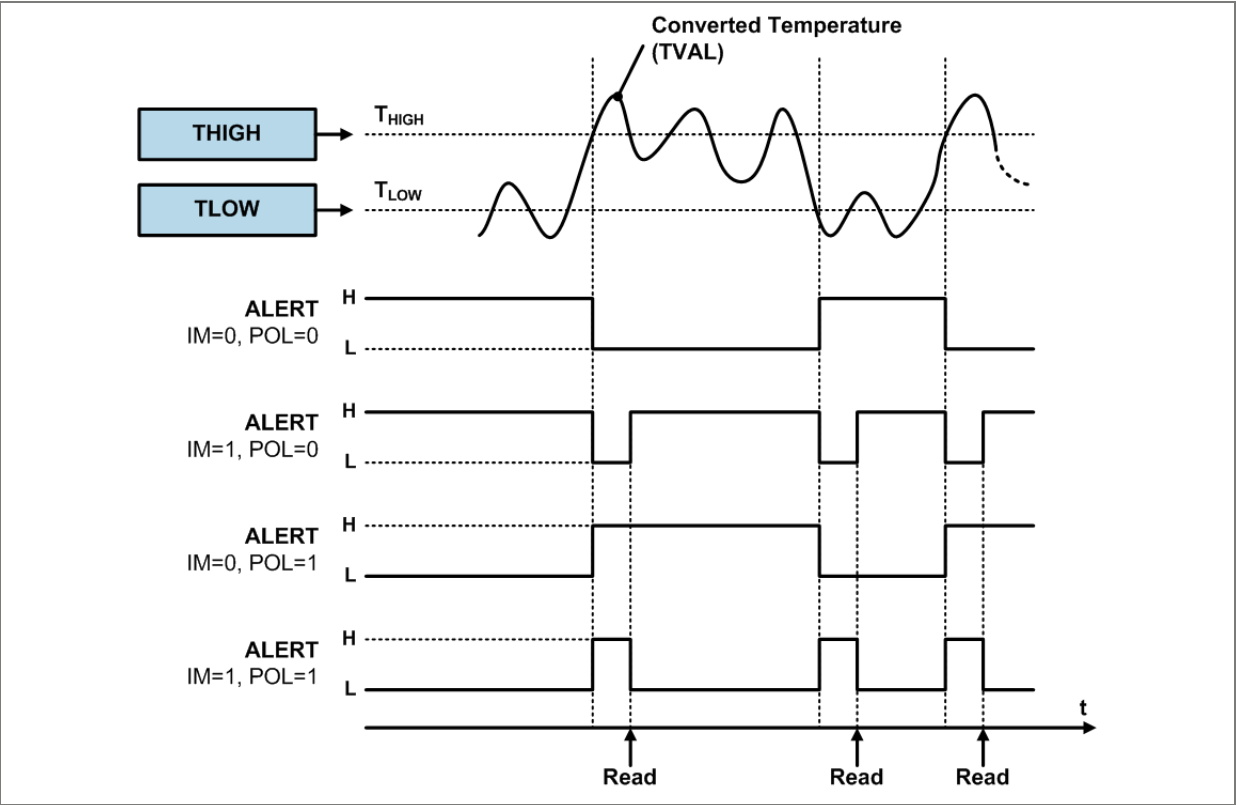 Converted Temperature
(TVAL)
THIGH
THIGH
TLOW
TLOW
ALERT
IM=0, POL=0
H
L
ALERT
IM=1, POL=0
H
L
ALERT
IM=0, POL=1
H
L
ALERT
IM=1, POL=1
H
L
t
Read
Read
Read